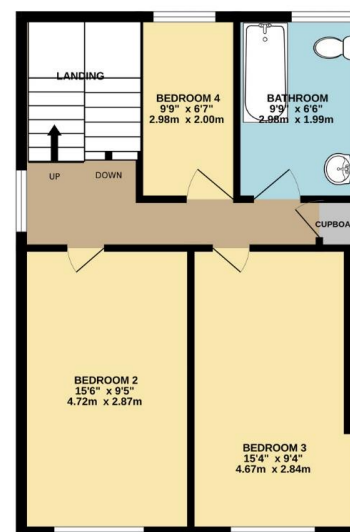 LANDING
BEDROOM 4
9'9" x 6'7"
2.98m x 2.00m
BATHROOM
9'9" x 6'6"
2.98m x 1.99m
UP
DOWN
CUPBOA
BEDROOM 2
15'6" x 9'5"
4.72m x 2.87m
BEDROOM 3
15'4" x 9'4"
4.67m x 2.84m